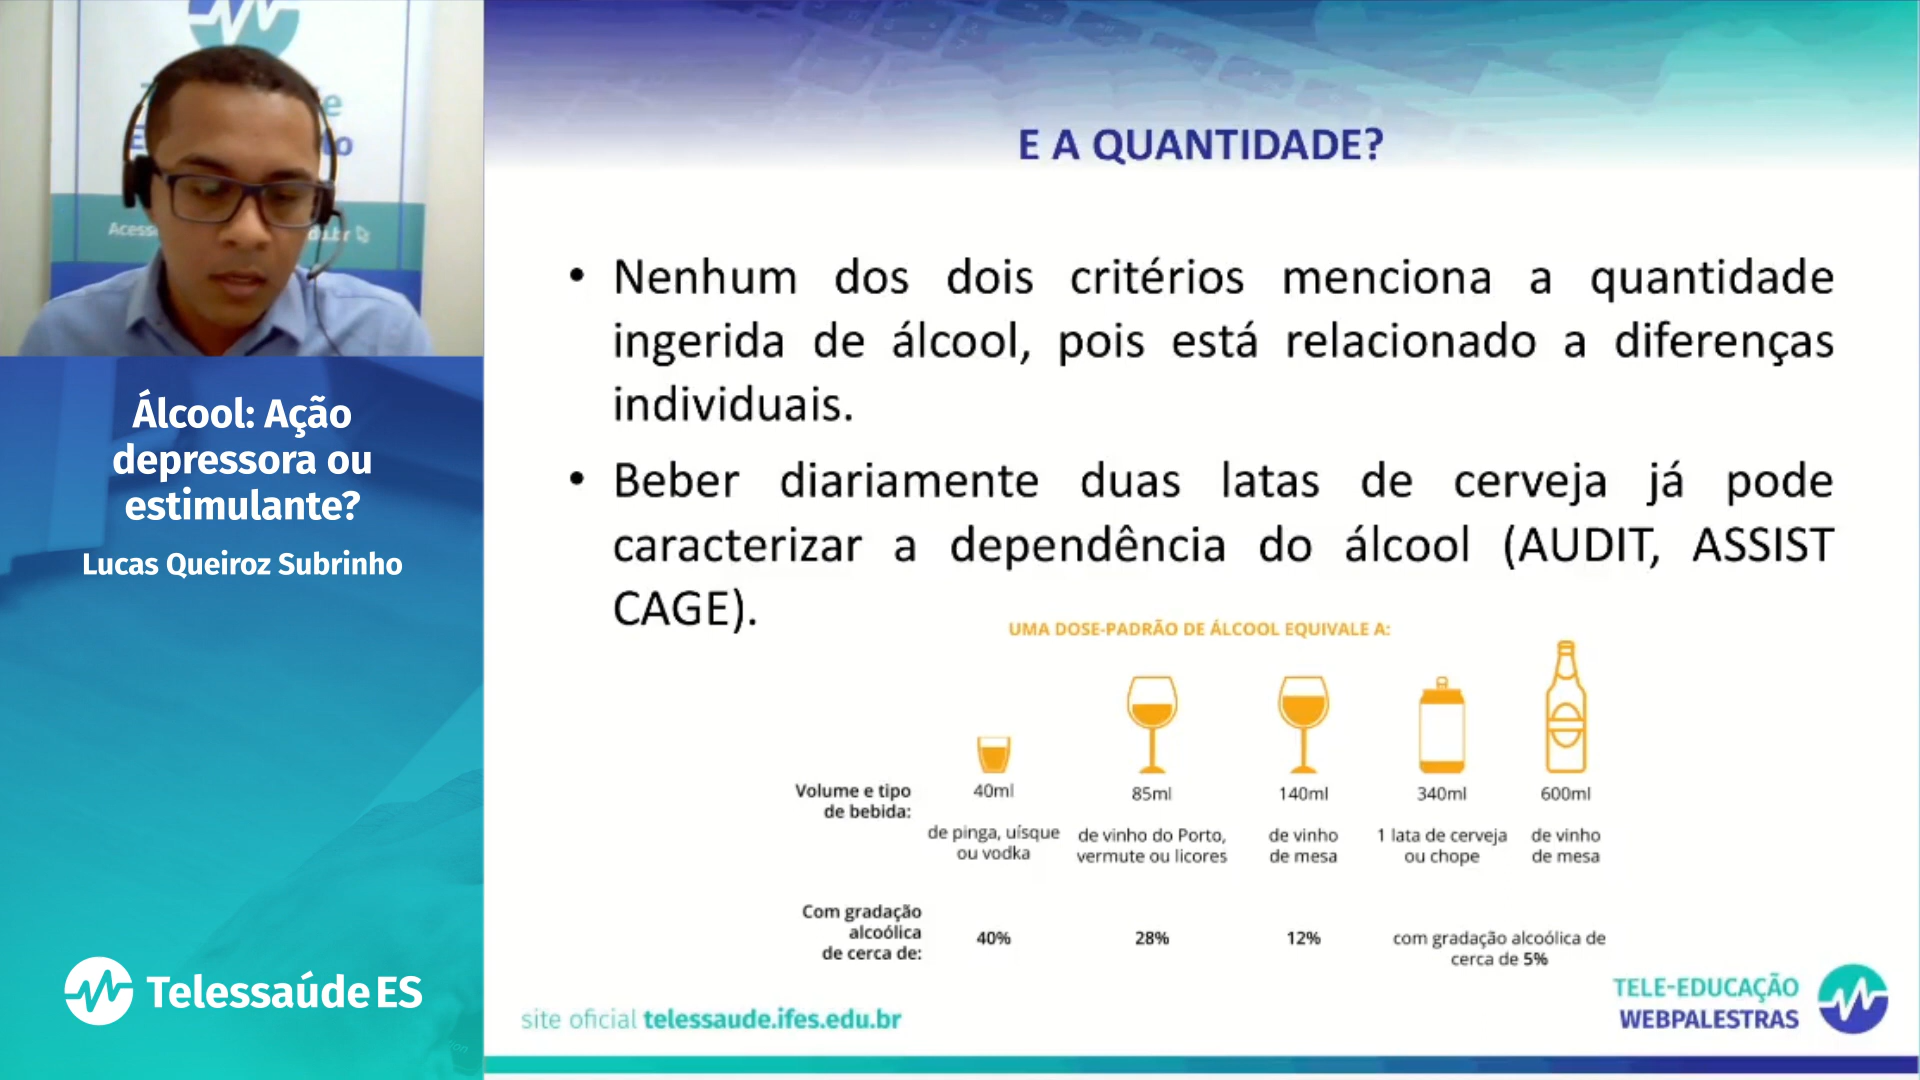 Álcool: Ação
depressora ou
estimulante?
Lucas Queiroz Subrinho
Telessaúde ES
E A QUANTIDADE?
• Nenhum dos dois critérios menciona a quantidade
ingerida de álcool, pois está relacionado a diferenças
individuais.
• Beber diariamente duas latas de cerveja já pode
caracterizar a dependência do álcool (AUDIT, ASSIST
CAGE).
UMA DOSE-PADRÃO DE ÁLCOOL EQUIVALE A:
Volume e tipo
de bebida:
40ml
de pinga, uísque
ou vodka
85ml
de vinho do Porto,
vermute ou licores
140ml
de vinho
de mesa
340ml
1 lata de cerveja
ou chope
600ml
de vinho
de mesa
Com gradação
alcoólica
de cerca de:
40%
28%
12%
com gradação alcoólica de
cerca de 5%
site oficial telessaude.ifes.edu.br
TELE-EDUCAÇÃO
WEBPALESTRAS